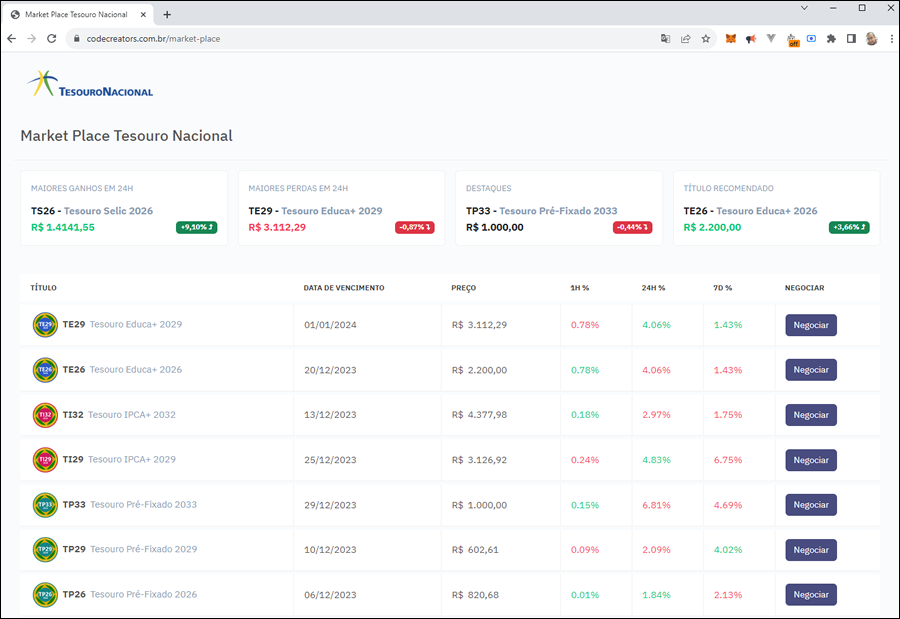 Market Place Tesouro Nacional
codecreators.com.br/market-place
off
TESOURONACIONAL
Market Place Tesouro Nacional
MAIORES GANHOS EM 24H
TS26 - Tesouro Selic 2026
R$ 1.4141,55 +9,10%
MAIORES PERDAS EM 24H
TE29 - Tesouro Educa+ 2029
R$ 3.112,29 -0,87%
DESTAQUES
TP33 - Tesouro Pré-Fixado 2033
R$ 1.000,00 -0,44%
TÍTULO RECOMENDADO
TE26 - Tesouro Educa+ 2026
R$ 2.200,00 +3,66%
TÍTULO DATA DE VENCIMENTO PREÇO 1H % 24H % 7D % NEGOCIAR
TE29 TE29 Tesouro Educa+ 2029 01/01/2024 R$ 3.112,29 0.78% 4.06% 1.43% Negociar
TE26 TE26 Tesouro Educa+ 2026 20/12/2023 R$ 2.200,00 0.78% 4.06% 1.43% Negociar
TI32 TI32 Tesouro IPCA+ 2032 13/12/2023 R$ 4.377,98 0.18% 2.97% 1.75% Negociar
TI29 TI29 Tesouro IPCA+ 2029 25/12/2023 R$ 3.126,92 0.24% 4.83% 6.75% Negociar
TP33 TP33 Tesouro Pré-Fixado 2033 29/12/2023 R$ 1.000,00 0.15% 6.81% 4.69% Negociar
TP29 TP29 Tesouro Pré-Fixado 2029 10/12/2023 R$ 602,61 0.09% 2.09% 4.02% Negociar
TP26 TP26 Tesouro Pré-Fixado 2026 06/12/2023 R$ 820,68 0.01% 1.84% 2.13% Negociar